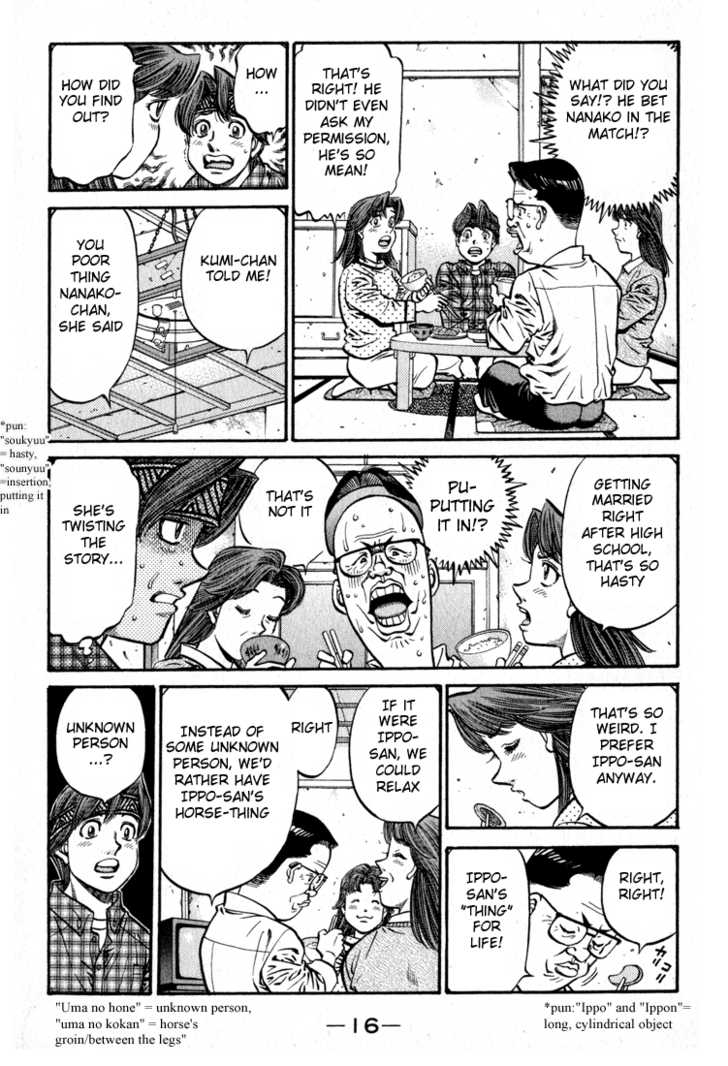 WHAT DID YOU
SAY!? HE BET
NANAKO IN THE
MATCH!?
THAT'S
RIGHT! HE
DIDN'T EVEN
ASK MY
PERMISSION,
HE'S SO
MEAN!
HOW
...
HOW DID
YOU FIND
OUT?
KUMI-CHAN
TOLD ME!
YOU
POOR
THING
NANAKO-
CHAN,
SHE SAID
*pun:
"soukyuu"
= hasty,
"sounyuu"
=insertion,
putting it
in
GETTING
MARRIED
RIGHT
AFTER HIGH
SCHOOL,
THAT'S SO
HASTY
PU-
PUTTING
IT IN!?
THAT'S
NOT IT
SHE'S
TWISTING
THE
STORY...
THAT'S SO
WEIRD. I
PREFER
IPPO-SAN
ANYWAY.
RIGHT,
RIGHT!
IPPO-
SAN'S
"THING"
FOR
LIFE!
ガツガツ
IF IT
WERE
IPPO-
SAN, WE
COULD
RELAX
RIGHT
INSTEAD OF
SOME UNKNOWN
PERSON, WE'D
RATHER HAVE
IPPO-SAN'S
HORSE-THING
UNKNOWN
PERSON
...?
"Uma no hone" = unknown person,
"uma no kokan" = horse's
groin/between the legs"
—16—
*pun:"Ippo" and "Ippon"=
long, cylindrical object